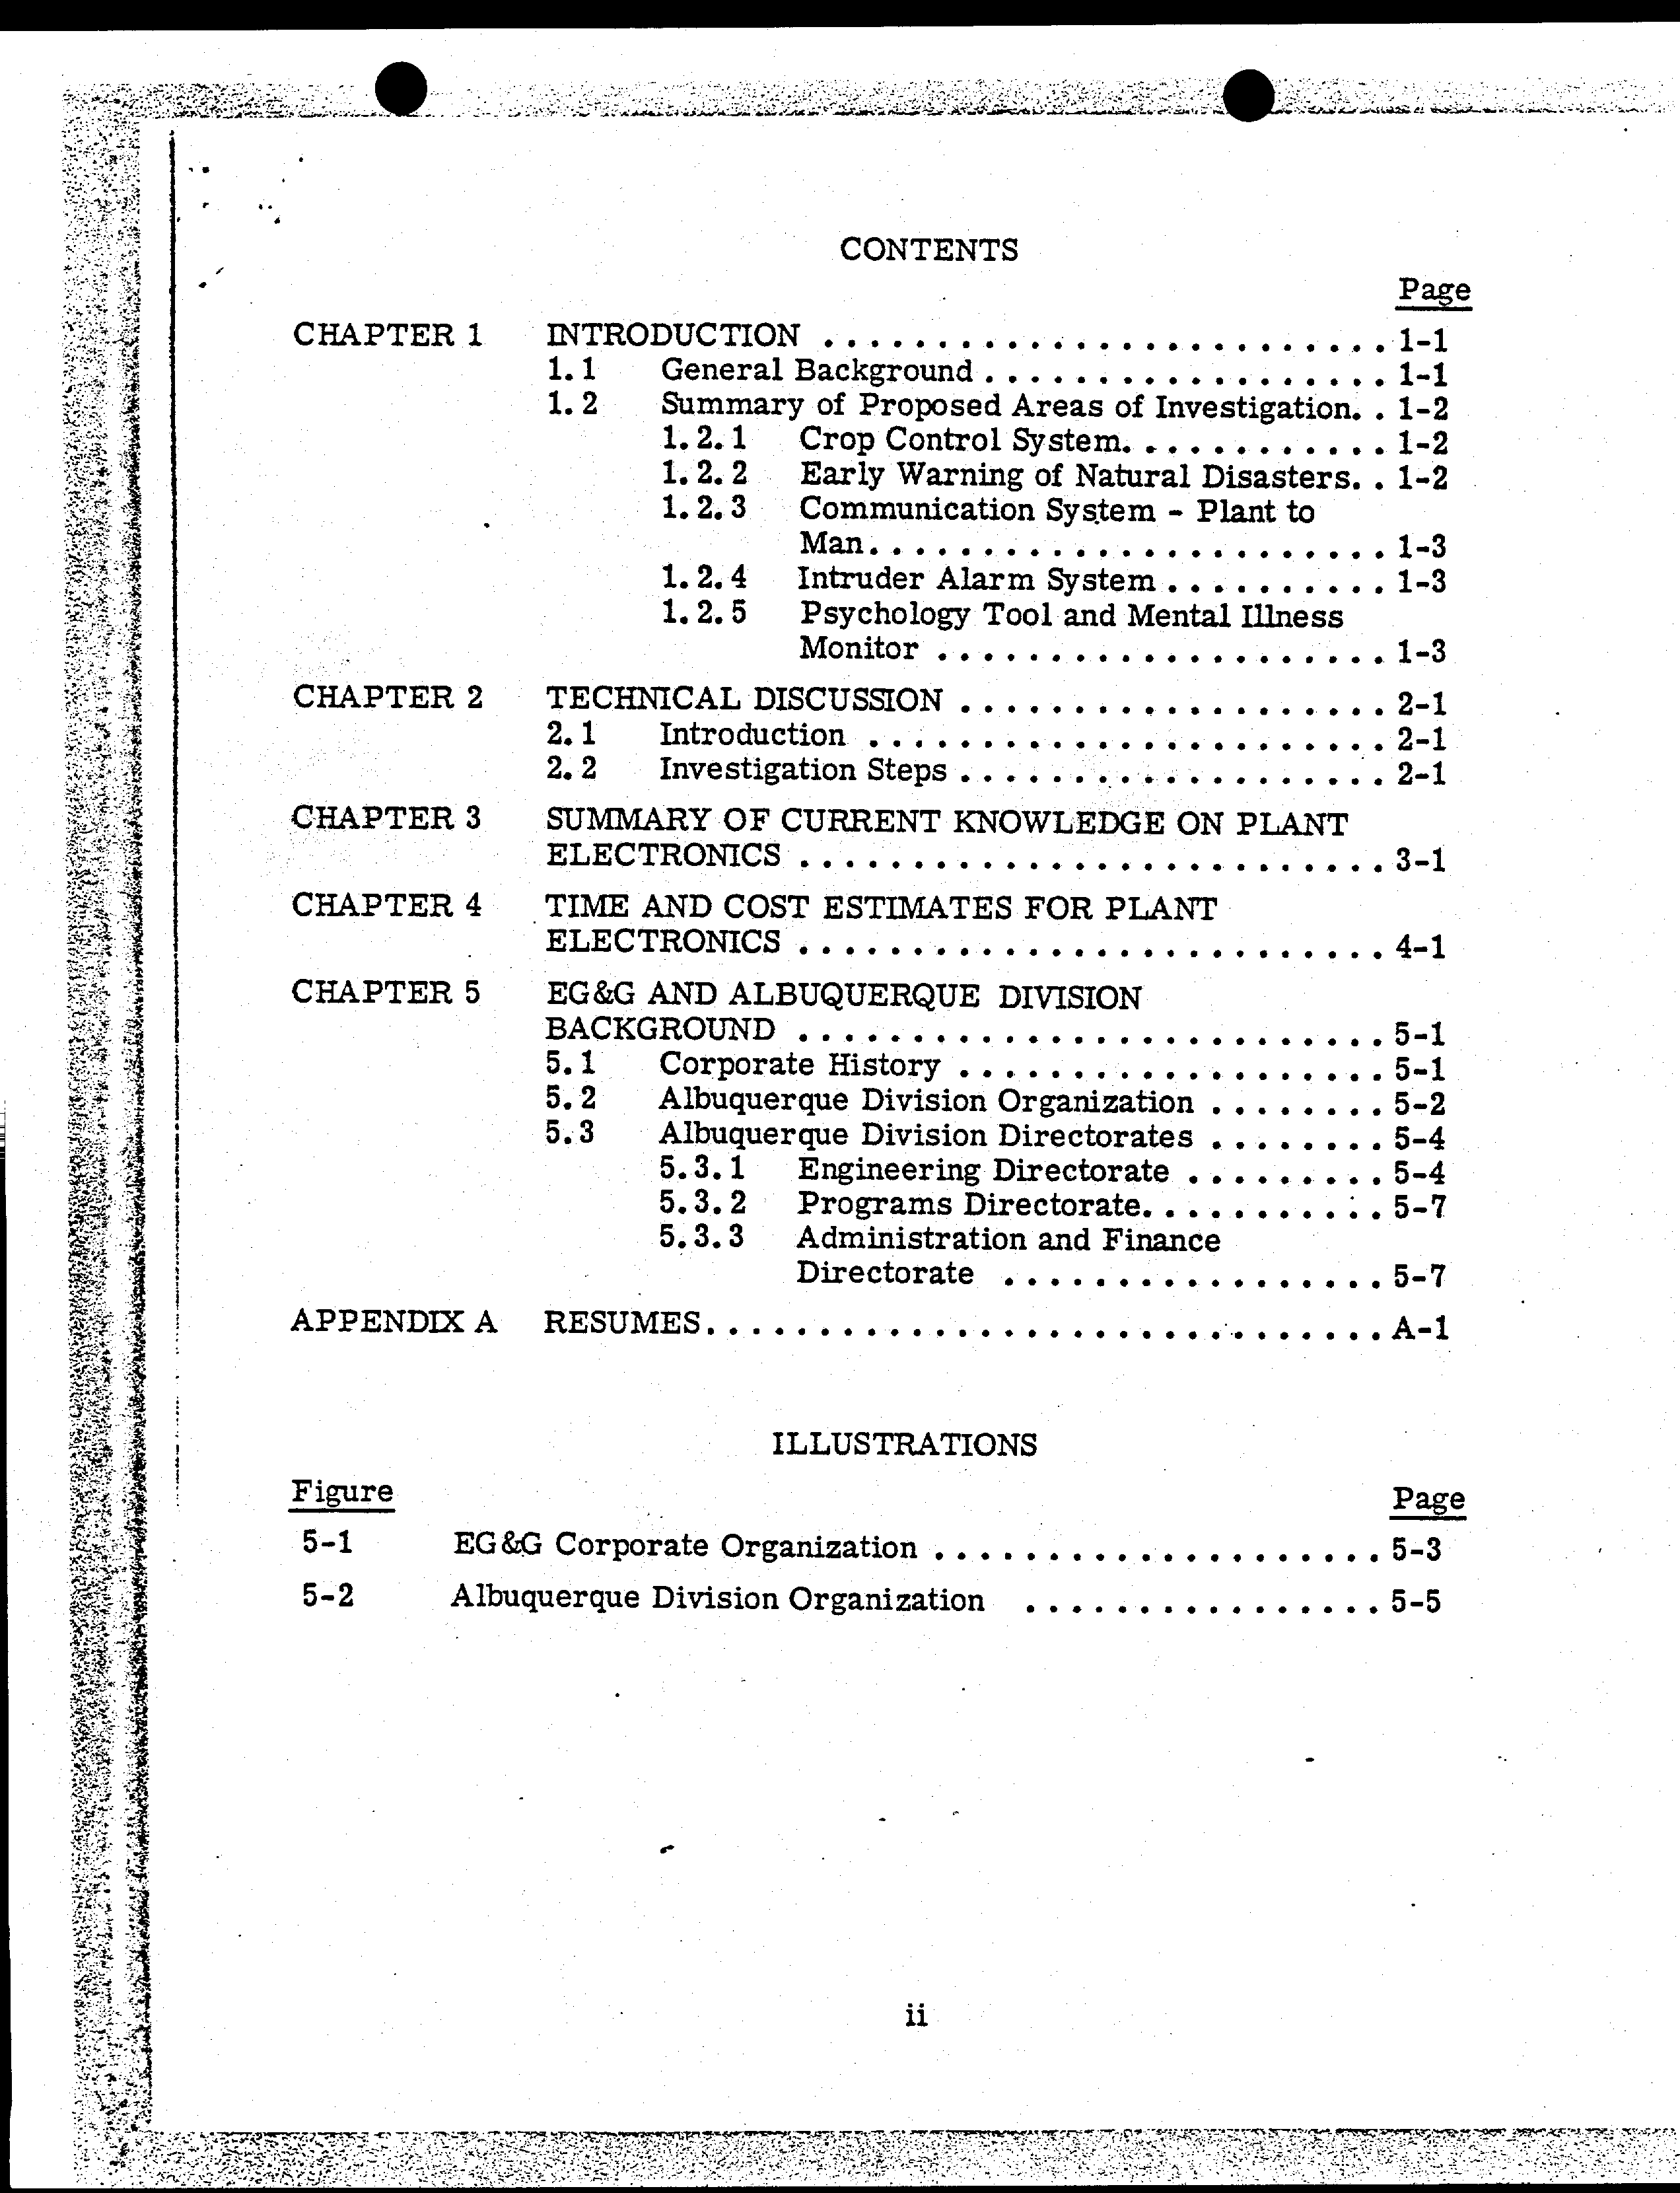 CONTENTS
Page
CHAPTER 1 INTRODUCTION . . . . . . . . . . . . . . . . . . . . . . . . . 1-1
1.1 General Background . . . . . . . . . . . . . . . . . . 1-1
1.2 Summary of Proposed Areas of Investigation. . 1-2
1.2.1 Crop Control System. . . . . . . . . . . . 1-2
1.2.2 Early Warning of Natural Disasters. . 1-2
1.2.3 Communication System - Plant to
Man. . . . . . . . . . . . . . . . . . . . . . . 1-3
1.2.4 Intruder Alarm System . . . . . . . . . . 1-3
1.2.5 Psychology Tool and Mental Illness
Monitor . . . . . . . . . . . . . . . . . . . . 1-3
CHAPTER 2 TECHNICAL DISCUSSION . . . . . . . . . . . . . . . . . . . 2-1
2.1 Introduction . . . . . . . . . . . . . . . . . . . . . . . 2-1
2.2 Investigation Steps . . . . . . . . . . . . . . . . . . . 2-1
CHAPTER 3 SUMMARY OF CURRENT KNOWLEDGE ON PLANT
ELECTRONICS . . . . . . . . . . . . . . . . . . . . . . . . . . 3-1
CHAPTER 4 TIME AND COST ESTIMATES FOR PLANT
ELECTRONICS . . . . . . . . . . . . . . . . . . . . . . . . . . 4-1
CHAPTER 5 EG&G AND ALBUQUERQUE DIVISION
BACKGROUND . . . . . . . . . . . . . . . . . . . . . . . . . . 5-1
5.1 Corporate History . . . . . . . . . . . . . . . . . . . 5-1
5.2 Albuquerque Division Organization . . . . . . . . 5-2
5.3 Albuquerque Division Directorates . . . . . . . . 5-4
5.3.1 Engineering Directorate . . . . . . . . . 5-4
5.3.2 Programs Directorate. . . . . . . . . . . 5-7
5.3.3 Administration and Finance
Directorate . . . . . . . . . . . . . . . . . 5-7
APPENDIX A RESUMES. . . . . . . . . . . . . . . . . . . . . . . . . . . . . . A-1
ILLUSTRATIONS
Figure Page
5-1 EG&G Corporate Organization . . . . . . . . . . . . . . . . . . . . 5-3
5-2 Albuquerque Division Organization . . . . . . . . . . . . . . . . 5-5
ii